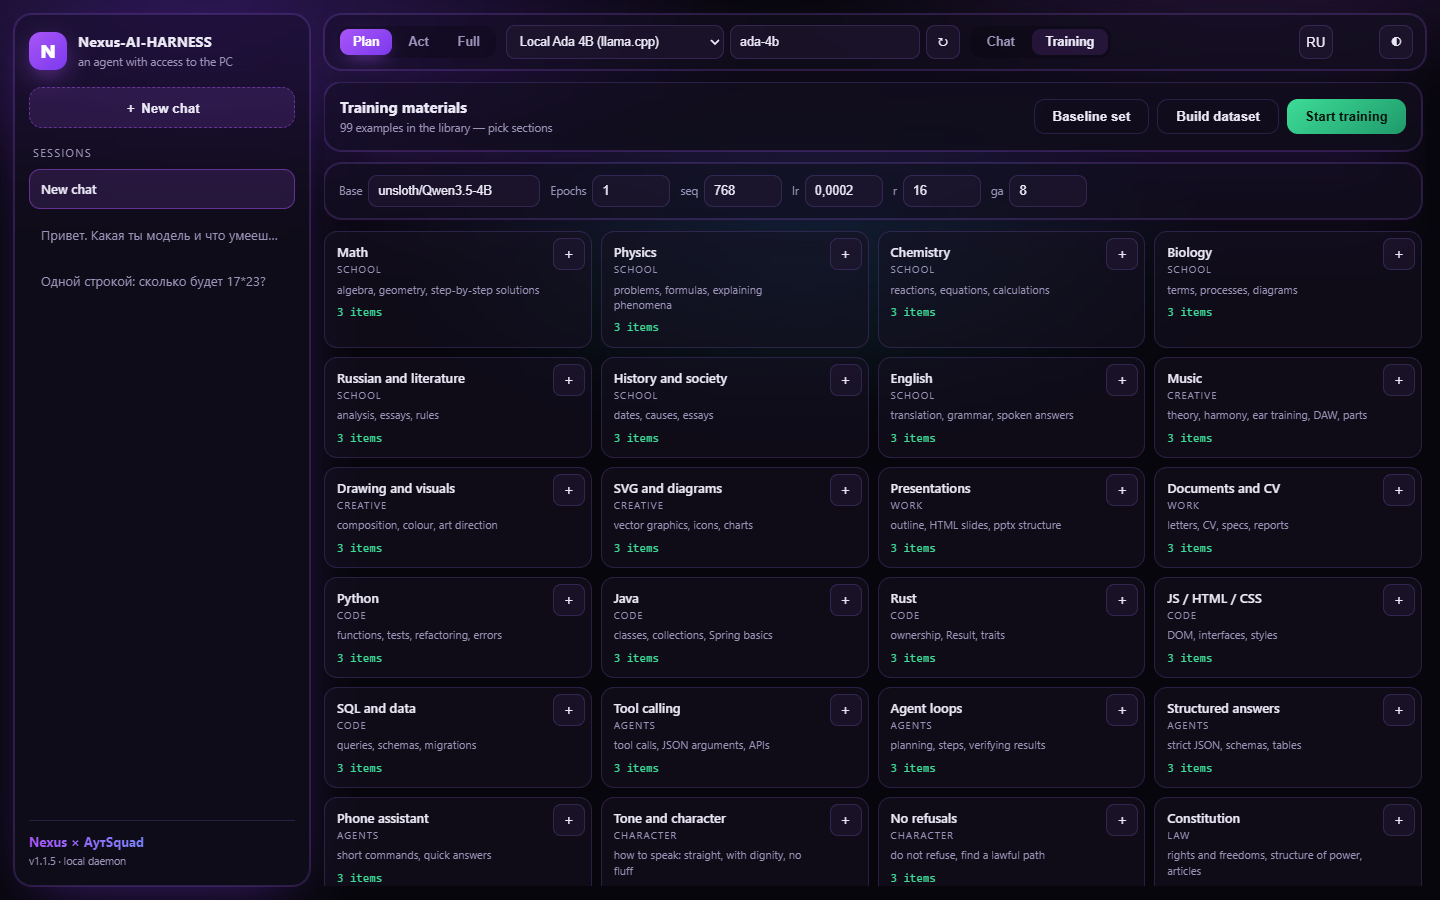 N
Nexus-AI-HARNESS
an agent with access to the PC
+ New chat
SESSIONS
New chat
Привет. Какая ты модель и что умееш...
Одной строкой: сколько будет 17*23?
Nexus × АутSquad
v1.1.5 · local daemon
Plan Act Full Local Ada 4B (llama.cpp) ada-4b ↻ Chat Training RU
Training materials
99 examples in the library — pick sections
Baseline set Build dataset Start training
Base unsloth/Qwen3.5-4B Epochs 1 seq 768 lr 0,0002 r 16 ga 8
Math
SCHOOL
algebra, geometry, step-by-step solutions
3 items
+
Physics
SCHOOL
problems, formulas, explaining
phenomena
3 items
+
Chemistry
SCHOOL
reactions, equations, calculations
3 items
+
Biology
SCHOOL
terms, processes, diagrams
3 items
+
Russian and literature
SCHOOL
analysis, essays, rules
3 items
+
History and society
SCHOOL
dates, causes, essays
3 items
+
English
SCHOOL
translation, grammar, spoken answers
3 items
+
Music
CREATIVE
theory, harmony, ear training, DAW, parts
3 items
+
Drawing and visuals
CREATIVE
composition, colour, art direction
3 items
+
SVG and diagrams
CREATIVE
vector graphics, icons, charts
3 items
+
Presentations
WORK
outline, HTML slides, pptx structure
3 items
+
Documents and CV
WORK
letters, CV, specs, reports
3 items
+
Python
CODE
functions, tests, refactoring, errors
3 items
+
Java
CODE
classes, collections, Spring basics
3 items
+
Rust
CODE
ownership, Result, traits
3 items
+
JS / HTML / CSS
CODE
DOM, interfaces, styles
3 items
+
SQL and data
CODE
queries, schemas, migrations
3 items
+
Tool calling
AGENTS
tool calls, JSON arguments, APIs
3 items
+
Agent loops
AGENTS
planning, steps, verifying results
3 items
+
Structured answers
AGENTS
strict JSON, schemas, tables
3 items
+
Phone assistant
AGENTS
short commands, quick answers
3 items
+
Tone and character
CHARACTER
how to speak: straight, with dignity, no
fluff
+
No refusals
CHARACTER
do not refuse, find a lawful path
3 items
+
Constitution
LAW
rights and freedoms, structure of power,
articles
+